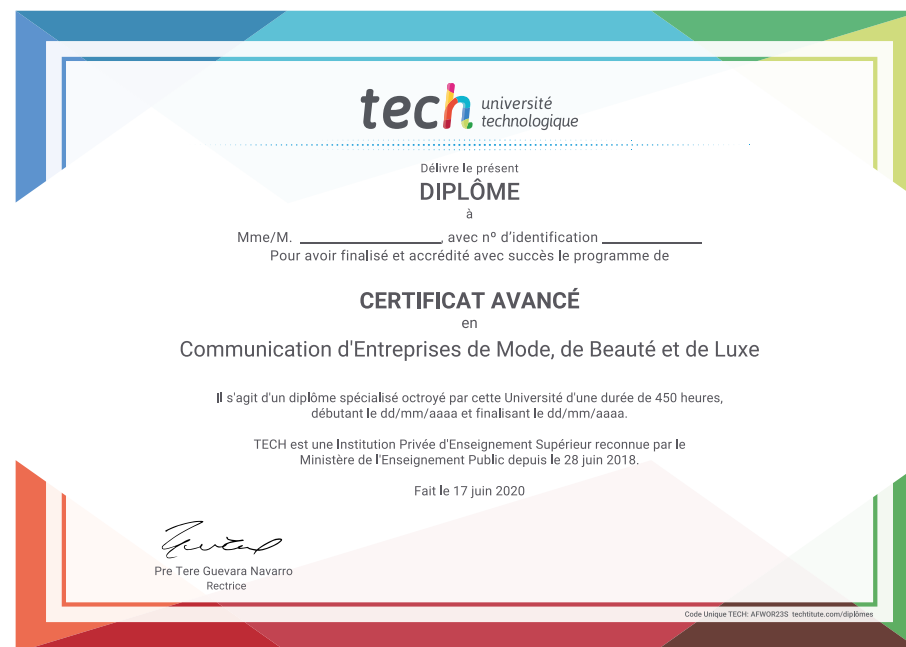 tech université
technologique
Délivre le présent
DIPLÔME
à
Mme/M. ____________, avec nº d'identification ____________
Pour avoir finalisé et accrédité avec succès le programme de
CERTIFICAT AVANCÉ
en
Communication d'Entreprises de Mode, de Beauté et de Luxe
Il s'agit d'un diplôme spécialisé octroyé par cette Université d'une durée de 450 heures,
débutant le dd/mm/aaaa et finalisant le dd/mm/aaaa.
TECH est une Institution Privée d'Enseignement Supérieur reconnue par le
Ministère de l'Enseignement Public depuis le 28 juin 2018.
Fait le 17 juin 2020
Pre Tere Guevara Navarro
Rectrice
Code Unique TECH: AFWOR23S techtitute.com/diplômes